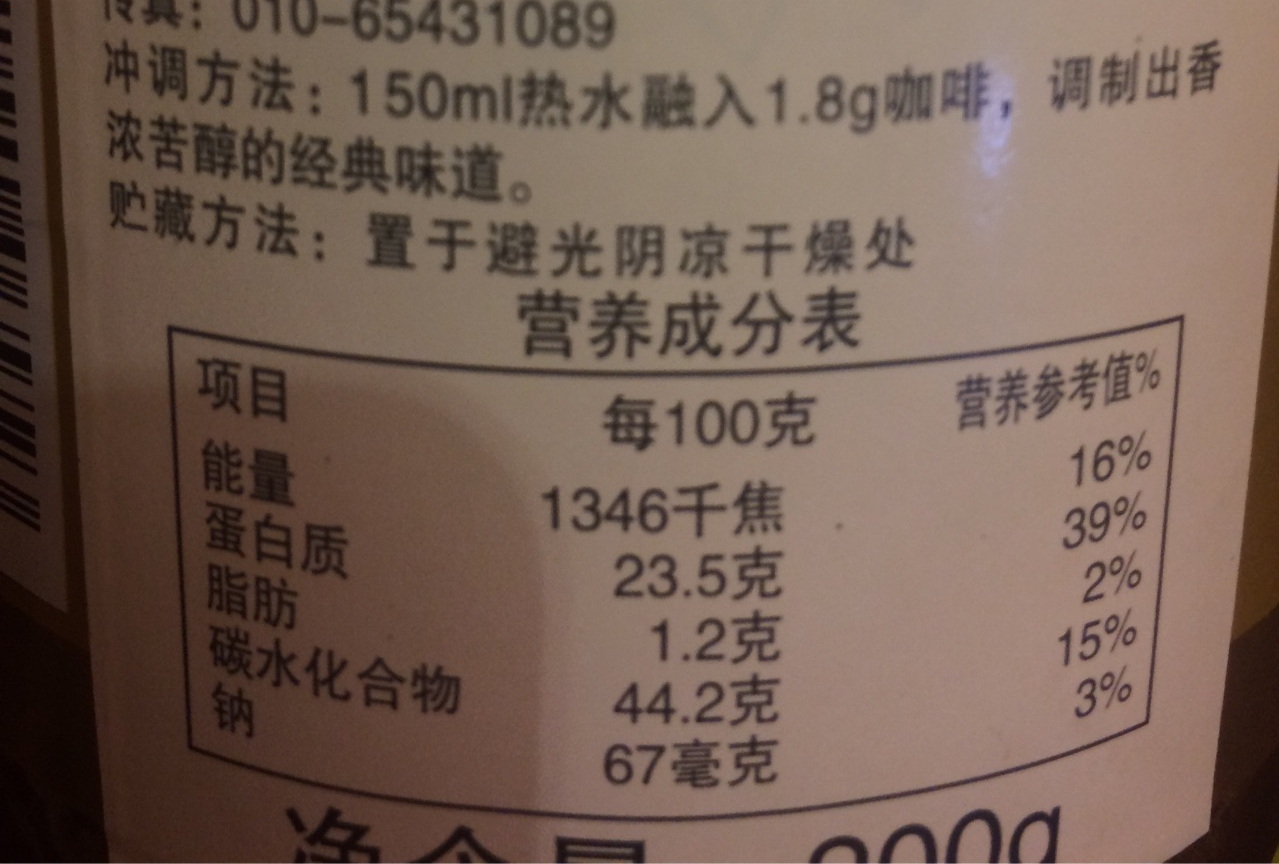 传真：010-65431089
冲调方法：150ml热水融入1.8g咖啡，调制出香
浓苦醇的经典味道。
贮藏方法：置于避光阴凉干燥处
营养成分表
项目 每100克 营养参考值%
能量 1346千焦 16%
蛋白质 23.5克 39%
脂肪 1.2克 2%
碳水化合物 44.2克 15%
钠 67毫克 3%
净含量